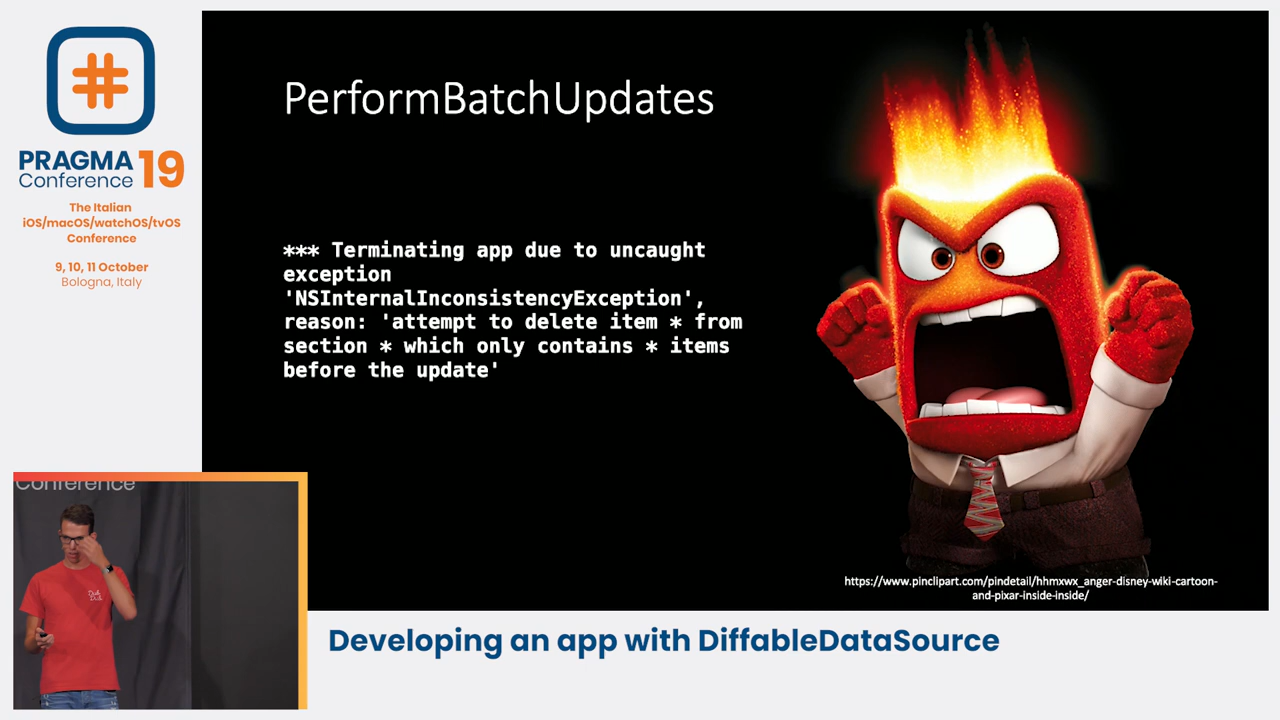 PRAGMA 19
Conference
The Italian
iOS/macOS/watchOS/tvOS
Conference
9, 10, 11 October
Bologna, Italy
PerformBatchUpdates
*** Terminating app due to uncaught
exception
'NSInternalInconsistencyException',
reason: 'attempt to delete item * from
section * which only contains * items
before the update'
https://www.pinclipart.com/pindetail/hhmxwx_anger-disney-wiki-cartoon-
and-pixar-inside-inside/
Conference
Developing an app with DiffableDataSource